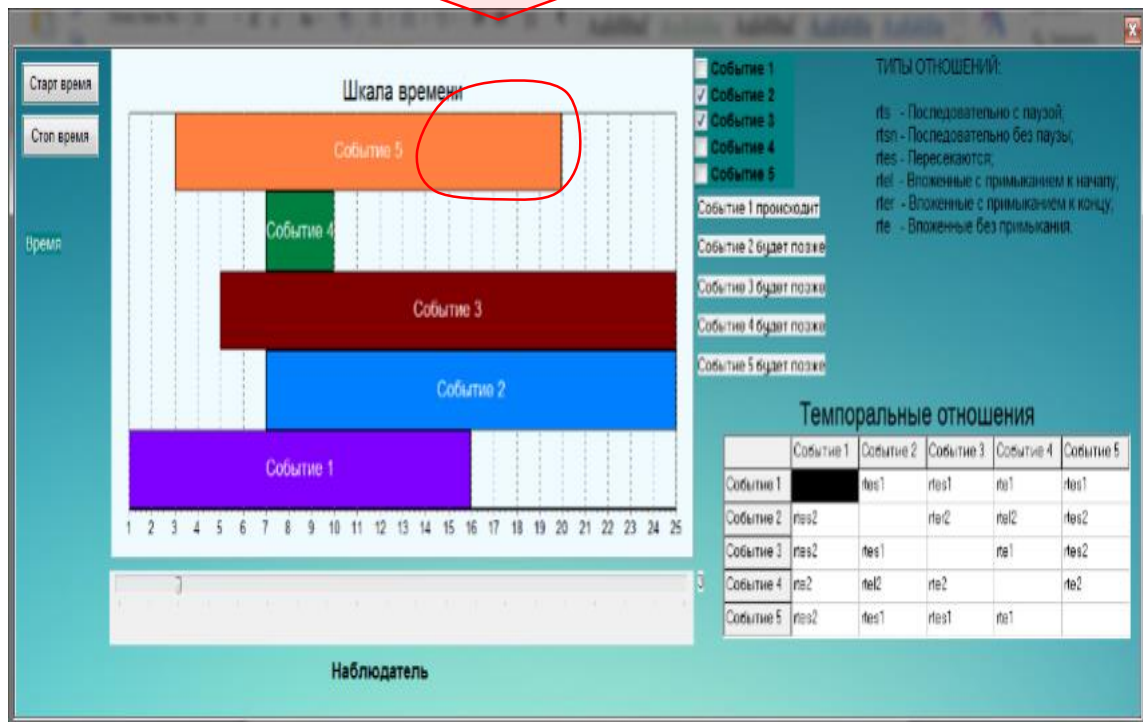 Старт время
Стоп время
Время
Шкала времени
Событие 5
Событие 4
Событие 3
Событие 2
Событие 1
1 2 3 4 5 6 7 8 9 10 11 12 13 14 15 16 17 18 19 20 21 22 23 24 25
3
Наблюдатель
Событие 1
Событие 2
Событие 3
Событие 4
Событие 5
Событие 1 происходит
Событие 2 будет позже
Событие 3 будет позже
Событие 4 будет позже
Событие 5 будет позже
ТИПЫ ОТНОШЕНИЙ:
rts - Последовательно с паузой;
rtsn - Последовательно без паузы;
rtes - Пересекаются;
rtel - Вложенные с примыканием к началу;
rter - Вложенные с примыканием к концу;
rte - Вложенные без примыкания.
Темпоральные отношения
Событие 1 Событие 2 Событие 3 Событие 4 Событие 5
Событие 1 rtes1 rtes1 rte1 rtes1
Событие 2 rtes2 rter2 rtel2 rtes2
Событие 3 rtes2 rtes1 rte1 rtes2
Событие 4 rte2 rtel2 rte2 rte2
Событие 5 rtes2 rtes1 rtes1 rte1